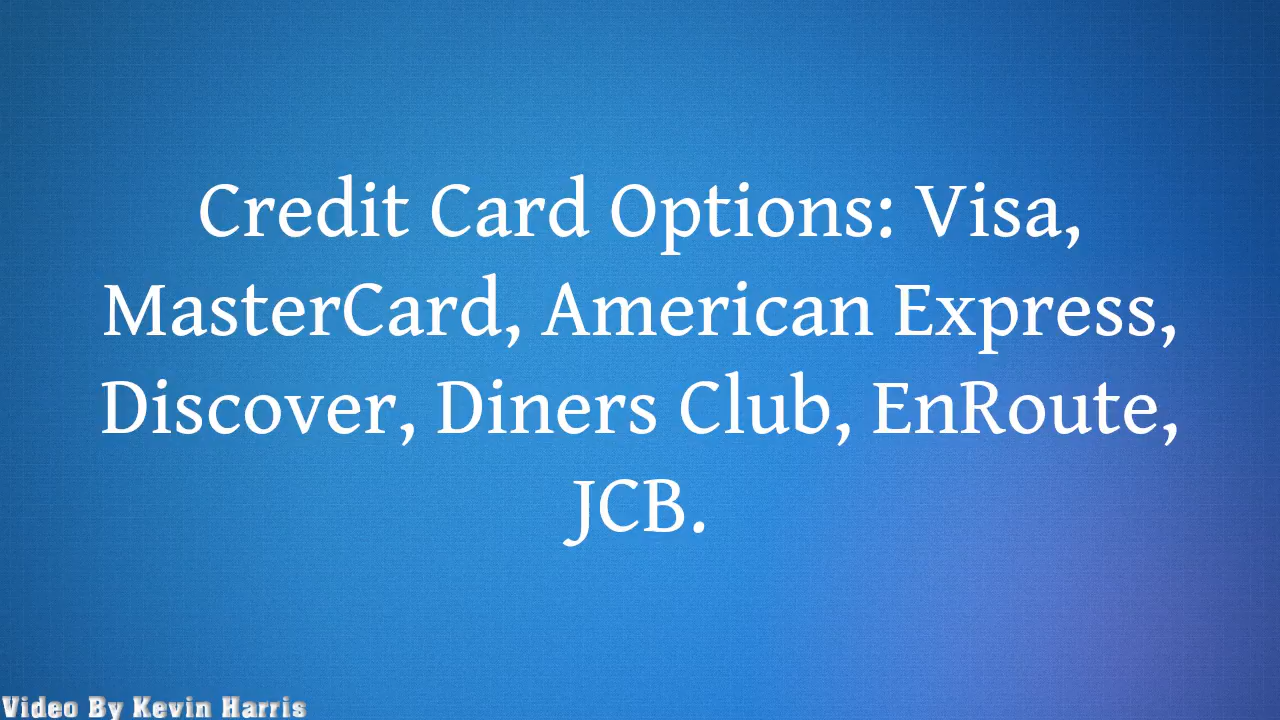 Credit Card Options: Visa,
MasterCard, American Express,
Discover, Diners Club, EnRoute,
JCB.
Video By Kevin Harris